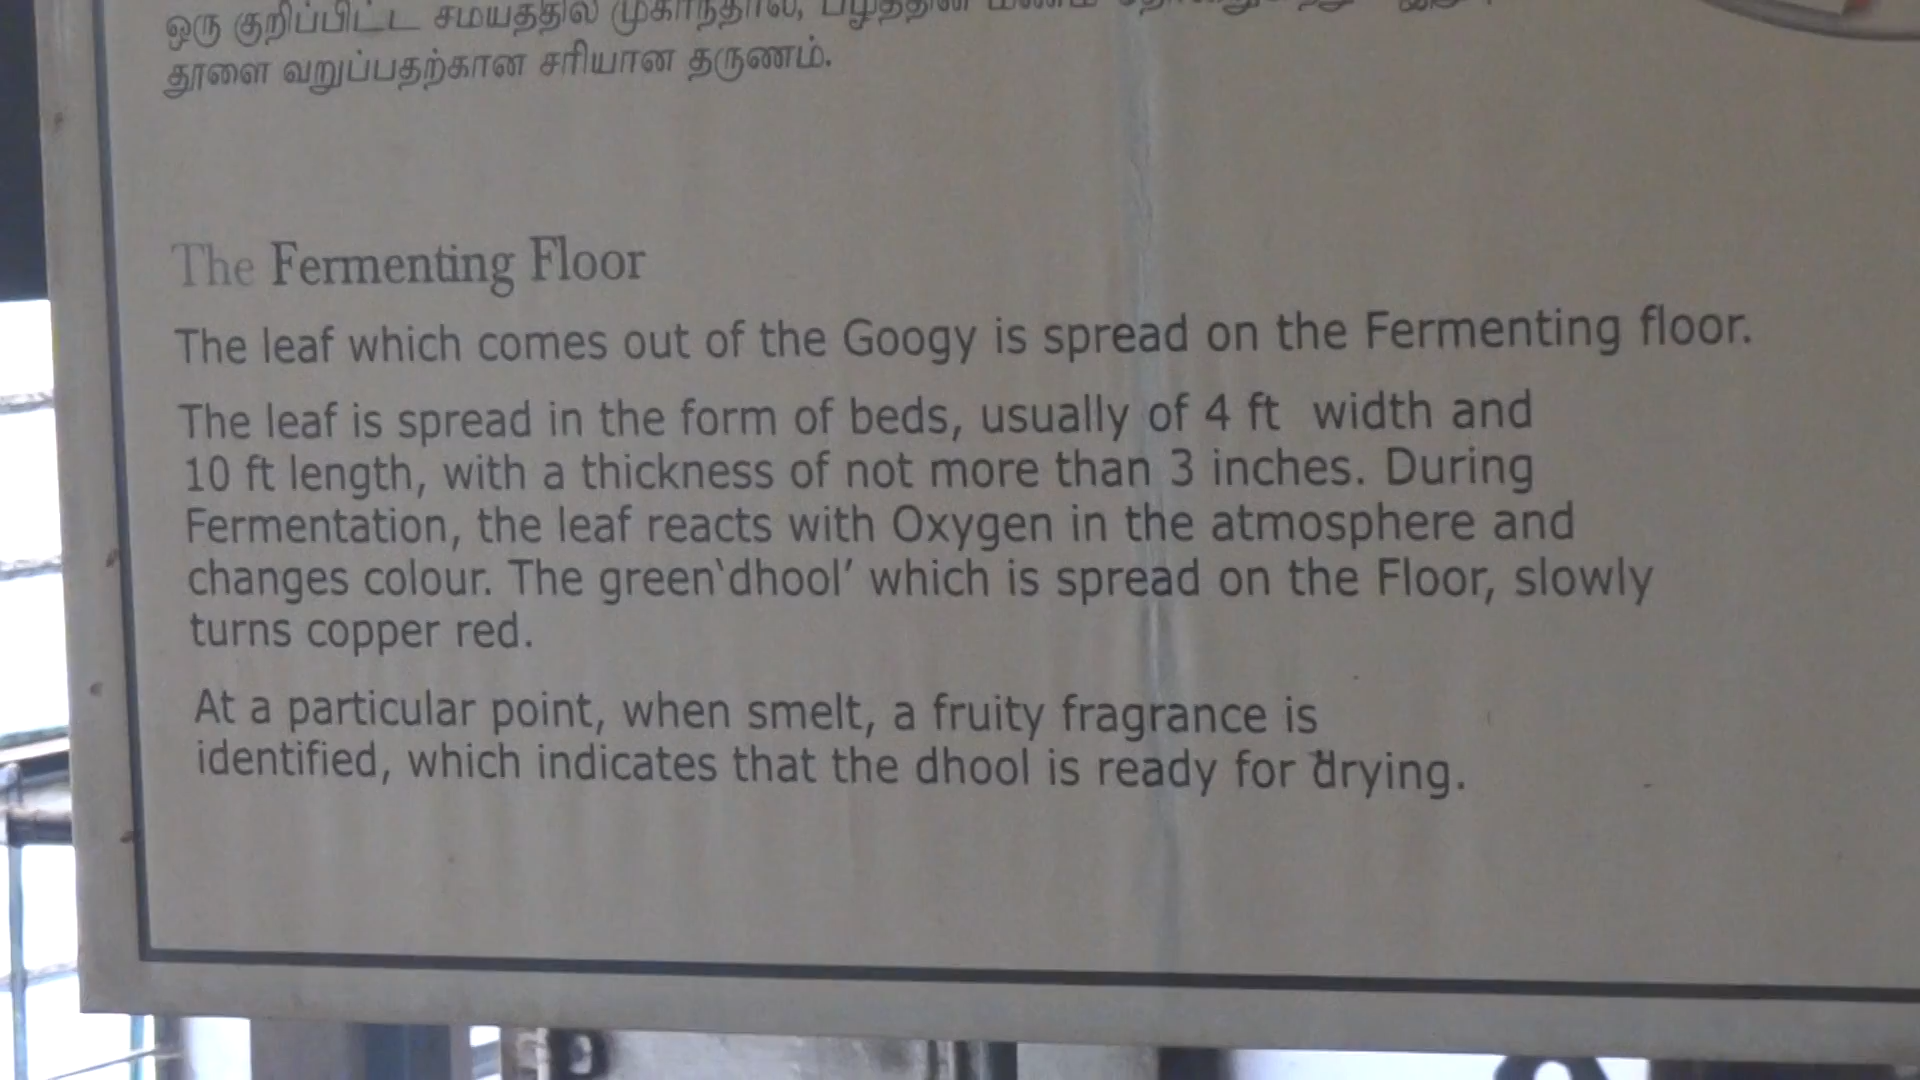 ஒரு குறிப்பிட்ட சமயத்தில் முகர்ந்தால்,
தூளை வறுப்பதற்கான சரியான தருணம்.
The Fermenting Floor
The leaf which comes out of the Googy is spread on the Fermenting floor.
The leaf is spread in the form of beds, usually of 4 ft width and
10 ft length, with a thickness of not more than 3 inches. During
Fermentation, the leaf reacts with Oxygen in the atmosphere and
changes colour. The green‘dhool’ which is spread on the Floor, slowly
turns copper red.
At a particular point, when smelt, a fruity fragrance is
identified, which indicates that the dhool is ready for drying.